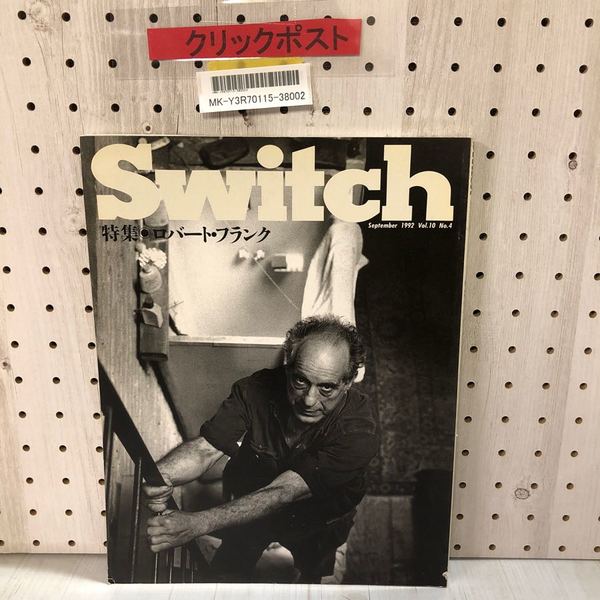 クリックポスト
MK-Y3R70115-38002
Switch
September 1992 Vol.10 No.4
特集●ロバート・フランク